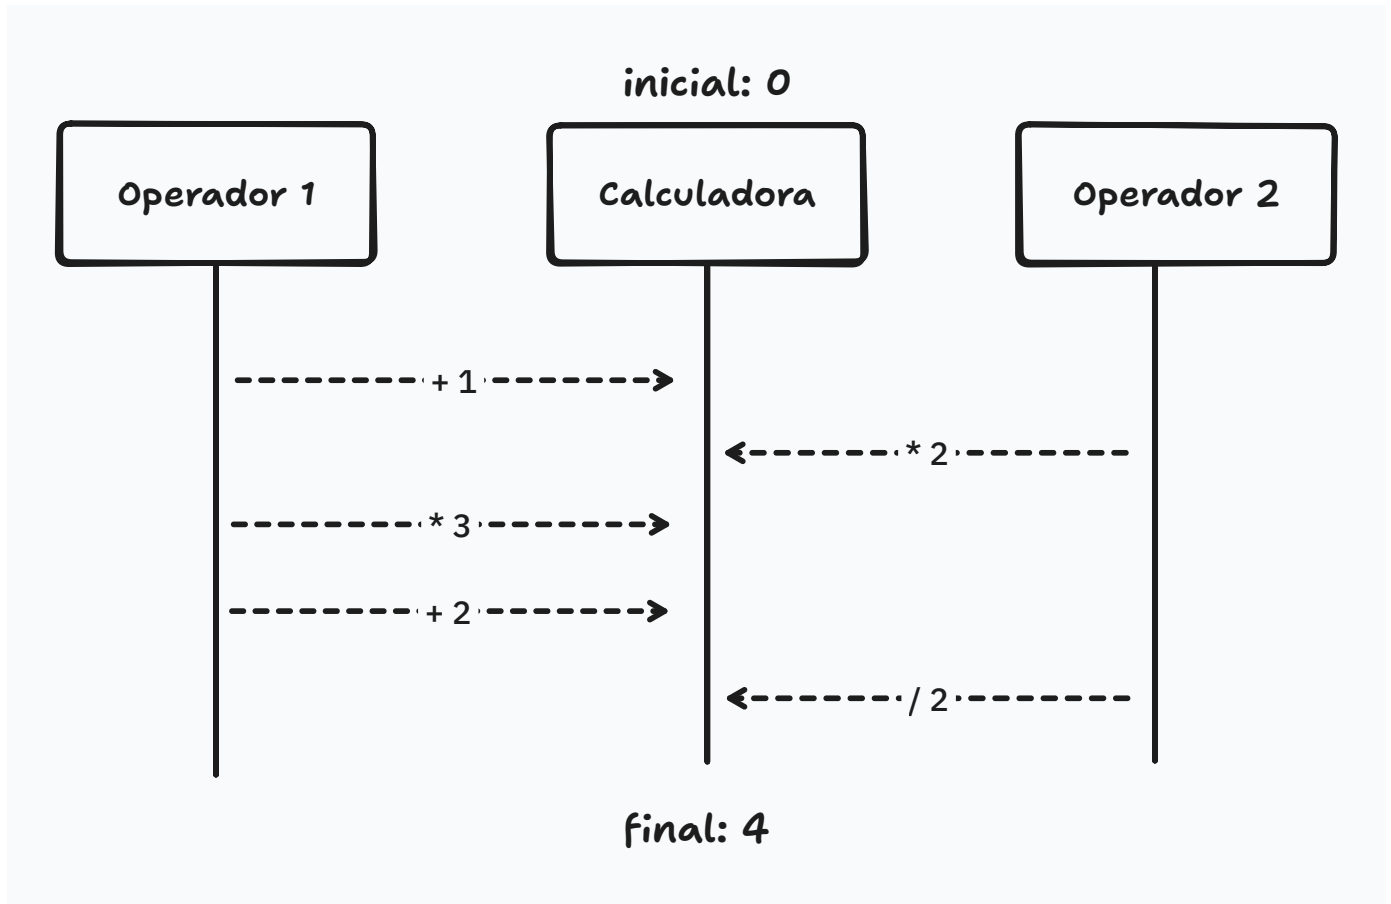 inicial: 0
Operador 1
Calculadora
Operador 2
+ 1
* 2
* 3
+ 2
/ 2
final: 4